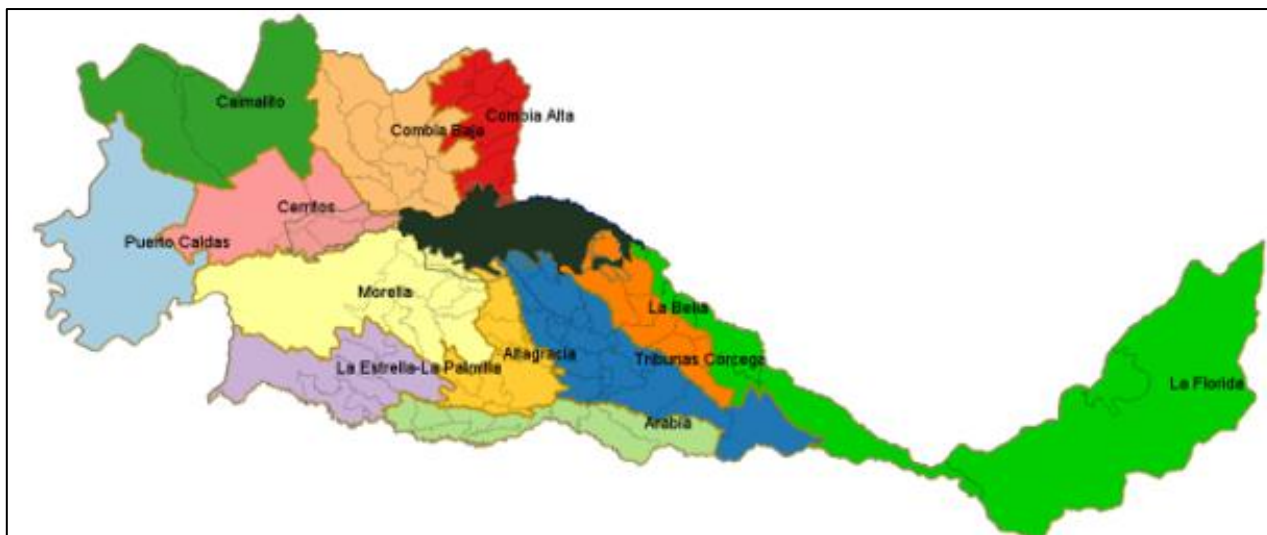 Caimalito
Combia Alta
Combia Baja
Cerritos
Puerto Caldas
Morelia
La Bella
Altagracia
Tribunas Corcega
La Estrella-La Palmilla
La Florida
Arabia